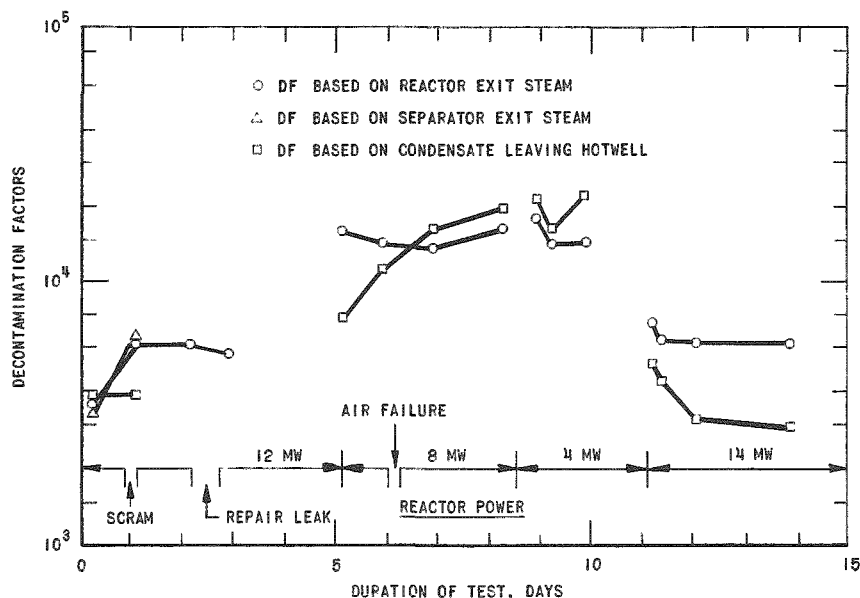 10^5
○ DF BASED ON REACTOR EXIT STEAM
△ DF BASED ON SEPARATOR EXIT STEAM
□ DF BASED ON CONDENSATE LEAVING HOTWELL
DECONTAMINATION FACTORS
10^4
AIR FAILURE
12 MW
8 MW
4 MW
14 MW
SCRAM
REPAIR LEAK
REACTOR POWER
10^3
0
5
10
15
DURATION OF TEST, DAYS